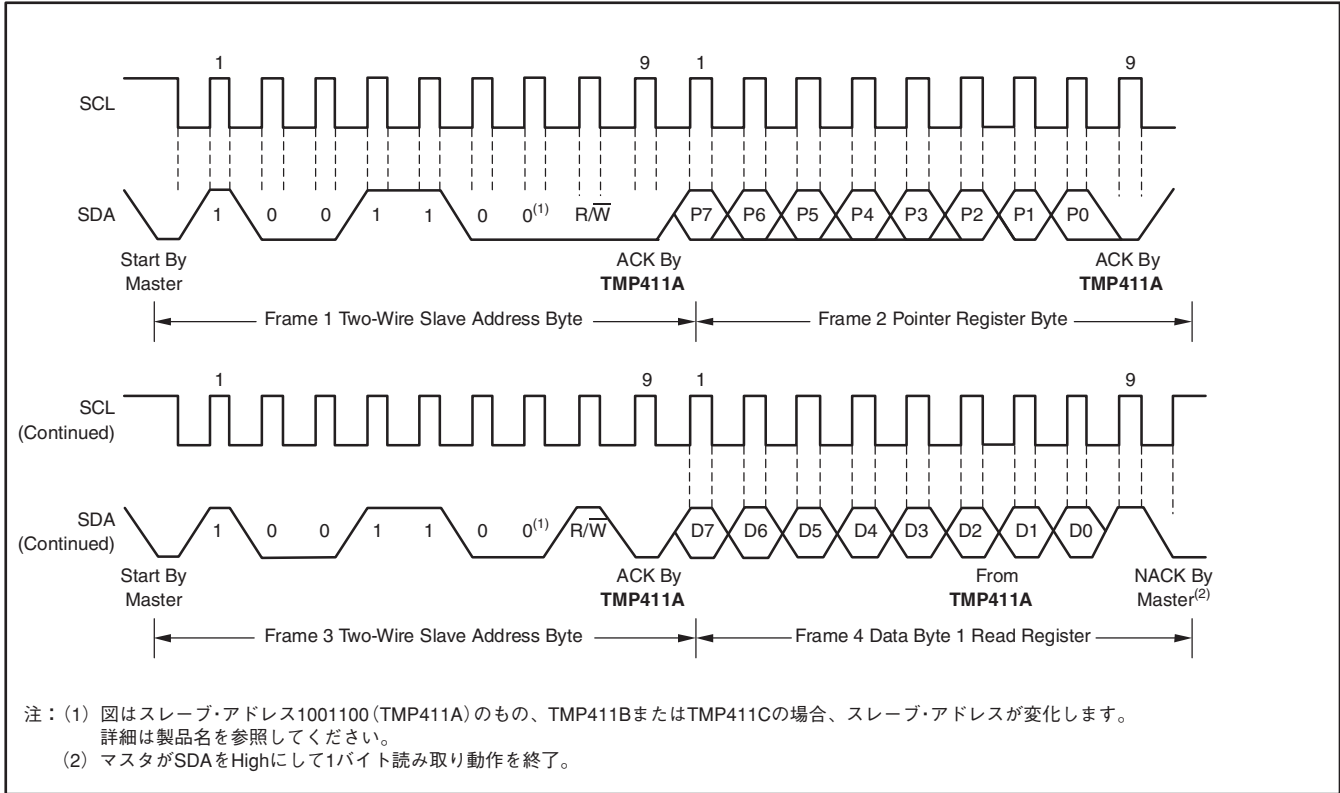 1 9 1 9
SCL
SDA 1 0 0 1 1 0 0(1) R/W̅ P7 P6 P5 P4 P3 P2 P1 P0
Start By Master
ACK By TMP411A
ACK By TMP411A
Frame 1 Two-Wire Slave Address Byte
Frame 2 Pointer Register Byte
1 9 1 9
SCL
(Continued)
SDA
(Continued)
1 0 0 1 1 0 0(1) R/W̅ D7 D6 D5 D4 D3 D2 D1 D0
Start By Master
ACK By TMP411A
From TMP411A
NACK By Master(2)
Frame 3 Two-Wire Slave Address Byte
Frame 4 Data Byte 1 Read Register
注：(1) 図はスレーブ・アドレス1001100(TMP411A)のもの、TMP411BまたはTMP411Cの場合、スレーブ・アドレスが変化します。
詳細は製品名を参照してください。
(2) マスタがSDAをHighにして1バイト読み取り動作を終了。